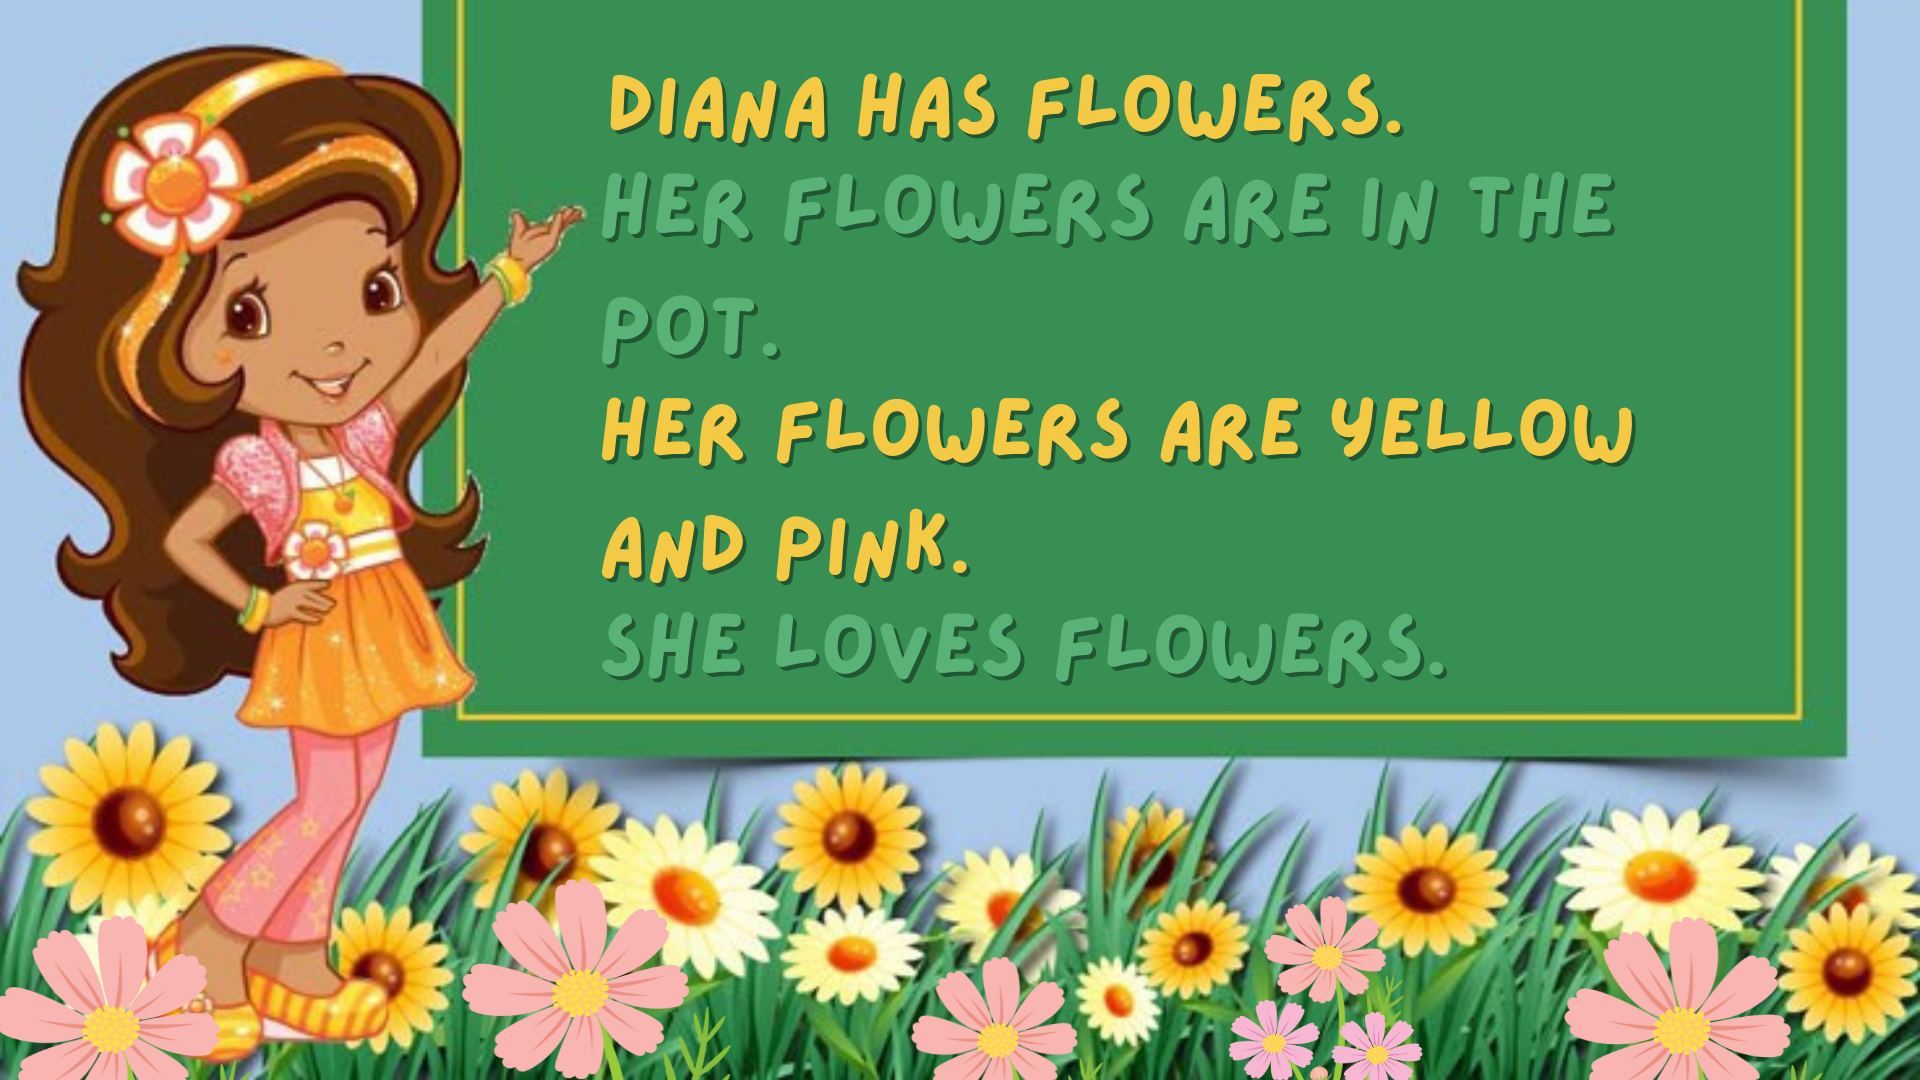 DIANA HAS FLOWERS.
HER FLOWERS ARE IN THE
POT.
HER FLOWERS ARE YELLOW
AND PINK.
SHE LOVES FLOWERS.